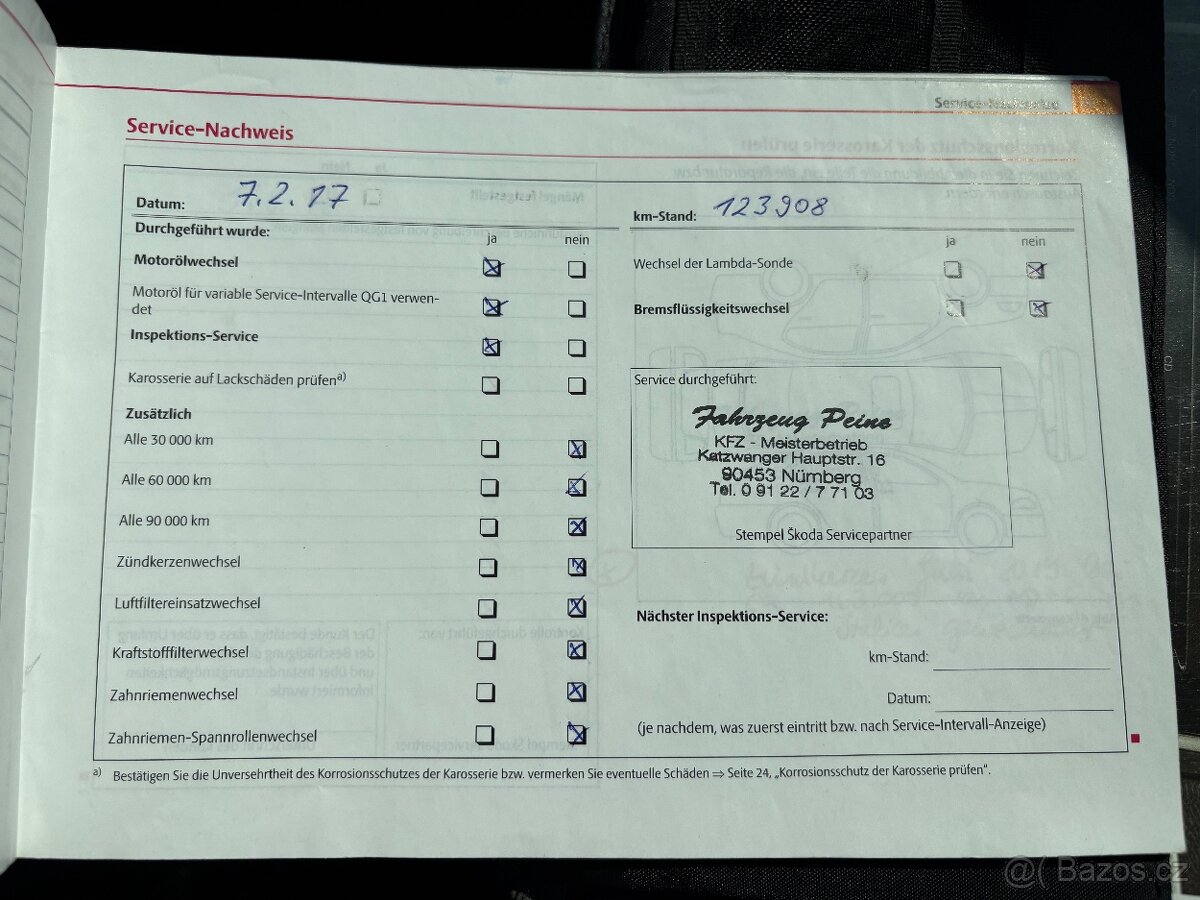 Service-Nachweise
Service-Nachweis
Datum: 7.2.17
km-Stand: 123908
Durchgeführt wurde:
ja nein
ja nein
Motorölwechsel
Motoröl für variable Service-Intervalle QG1 verwen-
det
Inspektions-Service
Karosserie auf Lackschäden prüfen a)
Zusätzlich
Alle 30 000 km
Alle 60 000 km
Alle 90 000 km
Zündkerzenwechsel
Luftfiltereinsatzwechsel
Kraftstofffilterwechsel
Zahnriemenwechsel
Zahnriemen-Spannrollenwechsel
Wechsel der Lambda-Sonde
Bremsflüssigkeitswechsel
Service durchgeführt:
Fahrzeug Peine
KFZ - Meisterbetrieb
Katzwanger Hauptstr. 16
90453 Nürnberg
Tel. 0 91 22 / 7 71 03
Stempel Škoda Servicepartner
Nächster Inspektions-Service:
km-Stand:
Datum:
(je nachdem, was zuerst eintritt bzw. nach Service-Intervall-Anzeige)
a) Bestätigen Sie die Unversehrtheit des Korrosionsschutzes der Karosserie bzw. vermerken Sie eventuelle Schäden ⇒ Seite 24, „Korrosionsschutz der Karosserie prüfen“.
CD
@( Bazos.cz